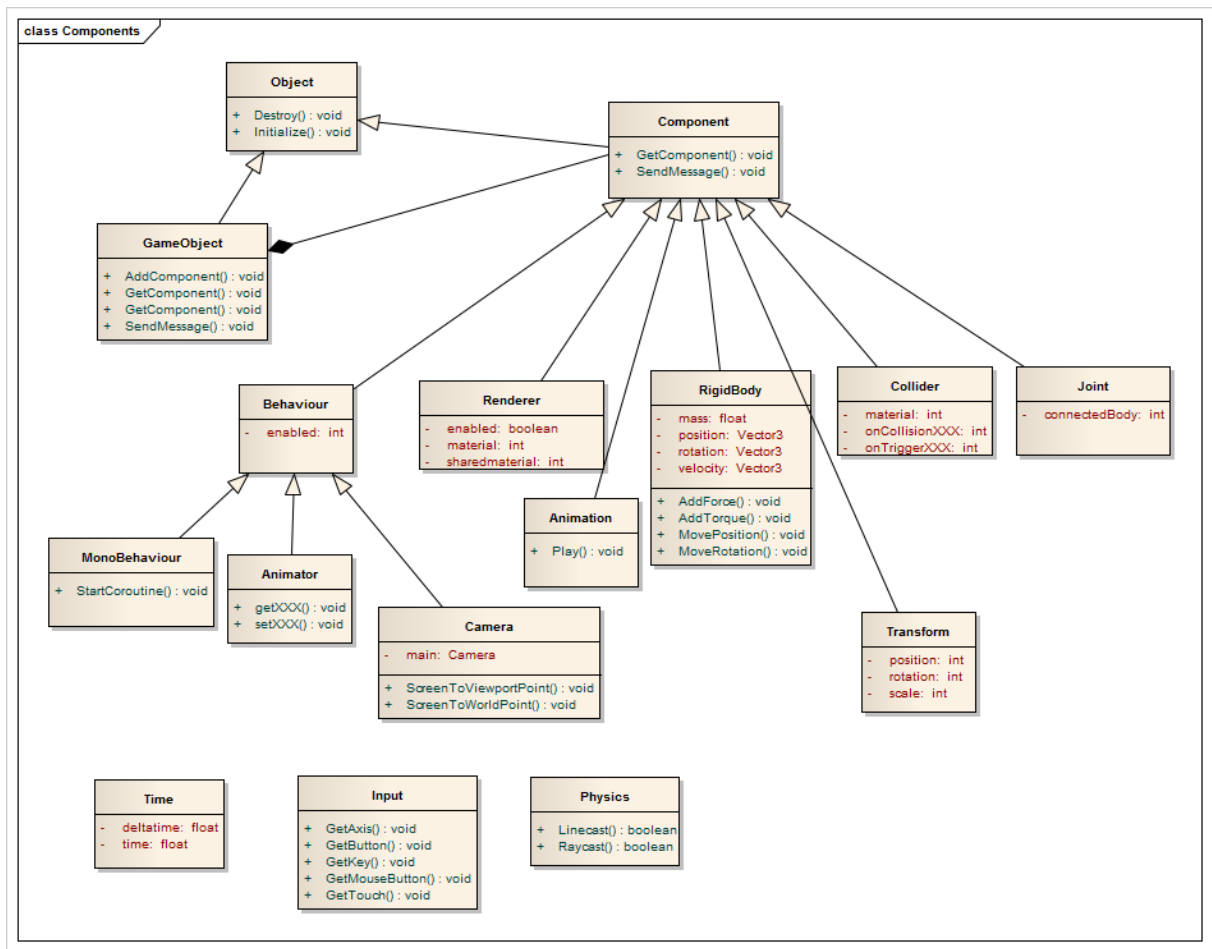 class Components
Object
+ Destroy() : void
+ Initialize() : void
Component
+ GetComponent() : void
+ SendMessage() : void
GameObject
+ AddComponent() : void
+ GetComponent() : void
+ GetComponent() : void
+ SendMessage() : void
Behaviour
- enabled: int
Renderer
- enabled: boolean
- material: int
- sharedmaterial: int
RigidBody
- mass: float
- position: Vector3
- rotation: Vector3
- velocity: Vector3
+ AddForce() : void
+ AddTorque() : void
+ MovePosition() : void
+ MoveRotation() : void
Collider
- material: int
- onCollisionXXX: int
- onTriggerXXX: int
Joint
- connectedBody: int
Animation
+ Play() : void
MonoBehaviour
+ StartCoroutine() : void
Animator
+ getXXX() : void
+ setXXX() : void
Camera
- main: Camera
+ ScreenToViewportPoint() : void
+ ScreenToWorldPoint() : void
Transform
- position: int
- rotation: int
- scale: int
Time
- deltatime: float
- time: float
Input
+ GetAxis() : void
+ GetButton() : void
+ GetKey() : void
+ GetMouseButton() : void
+ GetTouch() : void
Physics
+ Linecast() : boolean
+ Raycast() : boolean